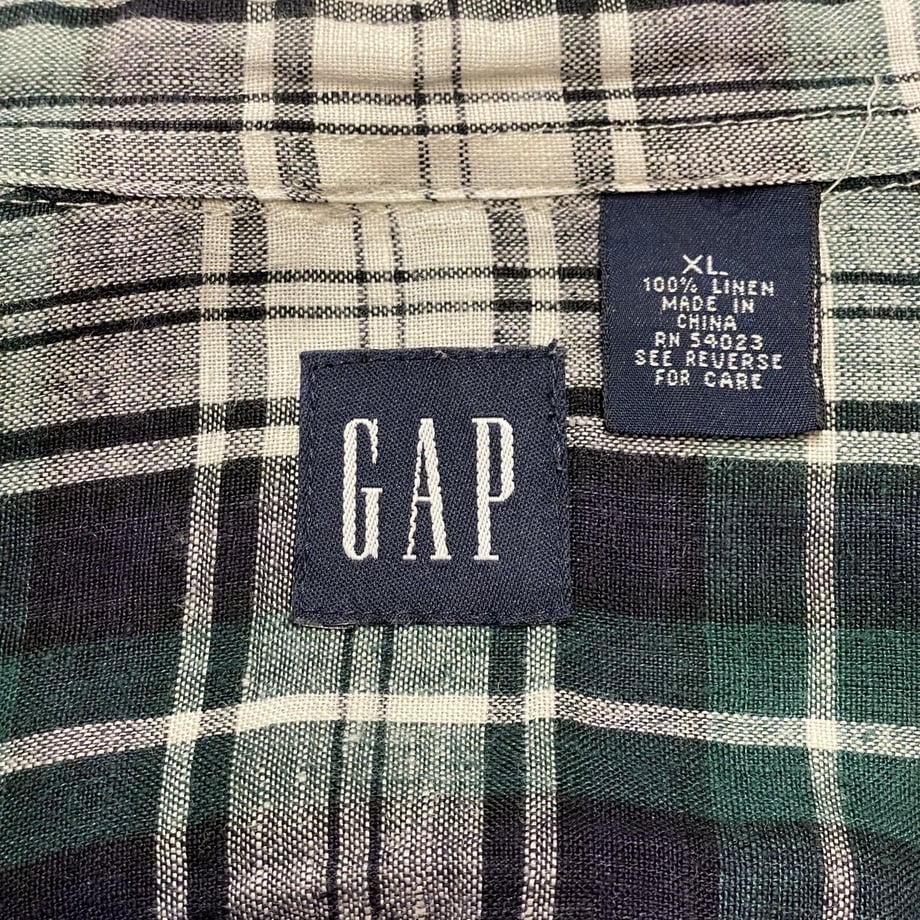 XL
100% LINEN
MADE IN
CHINA
RN 54023
SEE REVERSE
FOR CARE
GAP